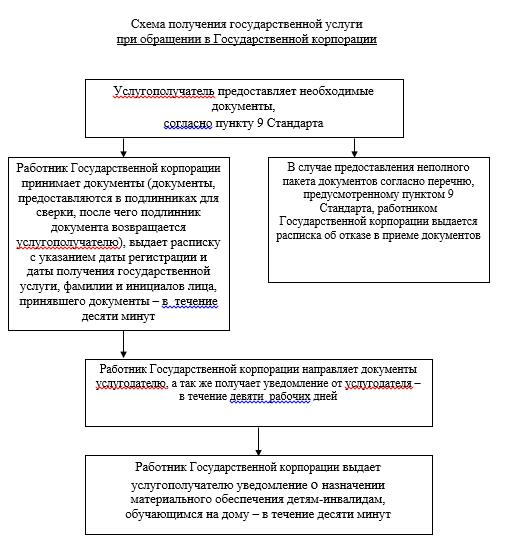 Схема получения государственной услуги
при обращении в Государственной корпорации
Услугополучатель предоставляет необходимые
документы,
согласно пункту 9 Стандарта
Работник Государственной корпорации
принимает документы (документы,
предоставляются в подлинниках для
сверки, после чего подлинник
документа возвращается
услугополучателю), выдает расписку
с указанием даты регистрации и
даты получения государственной
услуги, фамилии и инициалов лица,
принявшего документы – в течение
десяти минут
В случае предоставления неполного
пакета документов согласно перечню,
предусмотренному пунктом 9
Стандарта, работником
Государственной корпорации выдается
расписка об отказе в приеме документов
Работник Государственной корпорации направляет документы
услугодателю, а так же получает уведомление от услугодателя –
в течение девяти рабочих дней
Работник Государственной корпорации выдает
услугополучателю уведомление о назначении
материального обеспечения детям-инвалидам,
обучающимся на дому – в течение десяти минут